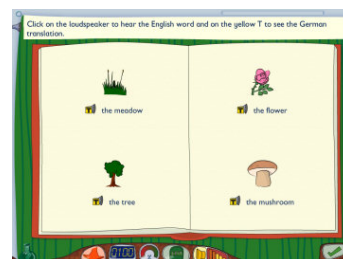 Click on the loudspeaker to hear the English word and on the yellow T to see the German
translation.
T the meadow
T the flower
T the tree
T the mushroom